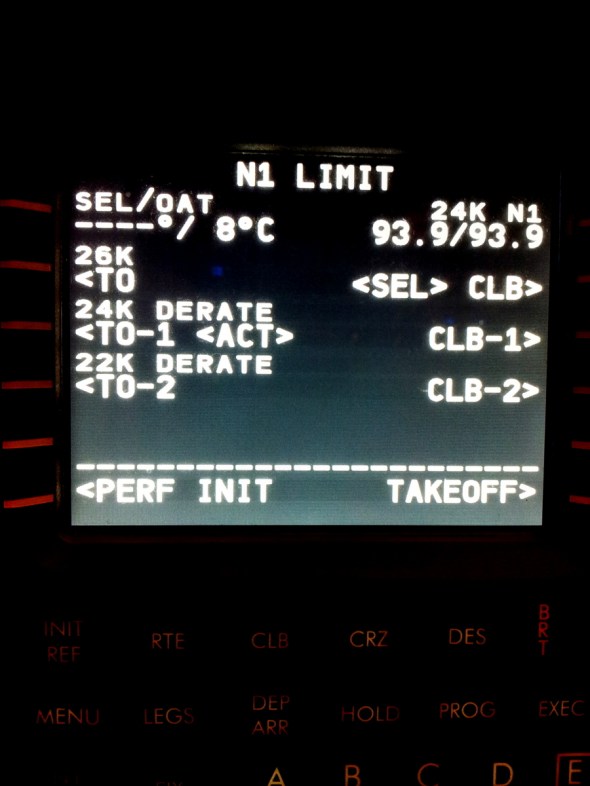 N1 LIMIT
SEL/OAT 24K N1
----°/ 8°C 93.9/93.9
26K
<TO <SEL> CLB>
24K DERATE
<TO-1 <ACT> CLB-1>
22K DERATE
<TO-2 CLB-2>
------------------------
<PERF INIT TAKEOFF>
INIT REF RTE CLB CRZ DES BRT
MENU LEGS DEP ARR HOLD PROG EXEC
A B C D E